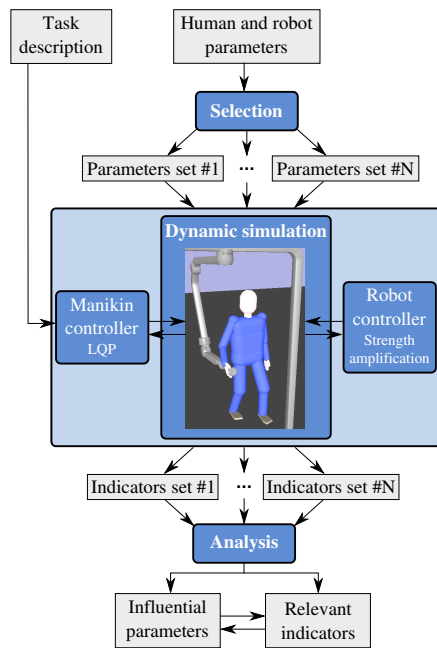 Task
description
Human and robot
parameters
Selection
Parameters set #1
...
Parameters set #N
Dynamic simulation
Manikin
controller
LQP
Robot
controller
Strength
amplification
Indicators set #1
...
Indicators set #N
Analysis
Influential
parameters
Relevant
indicators